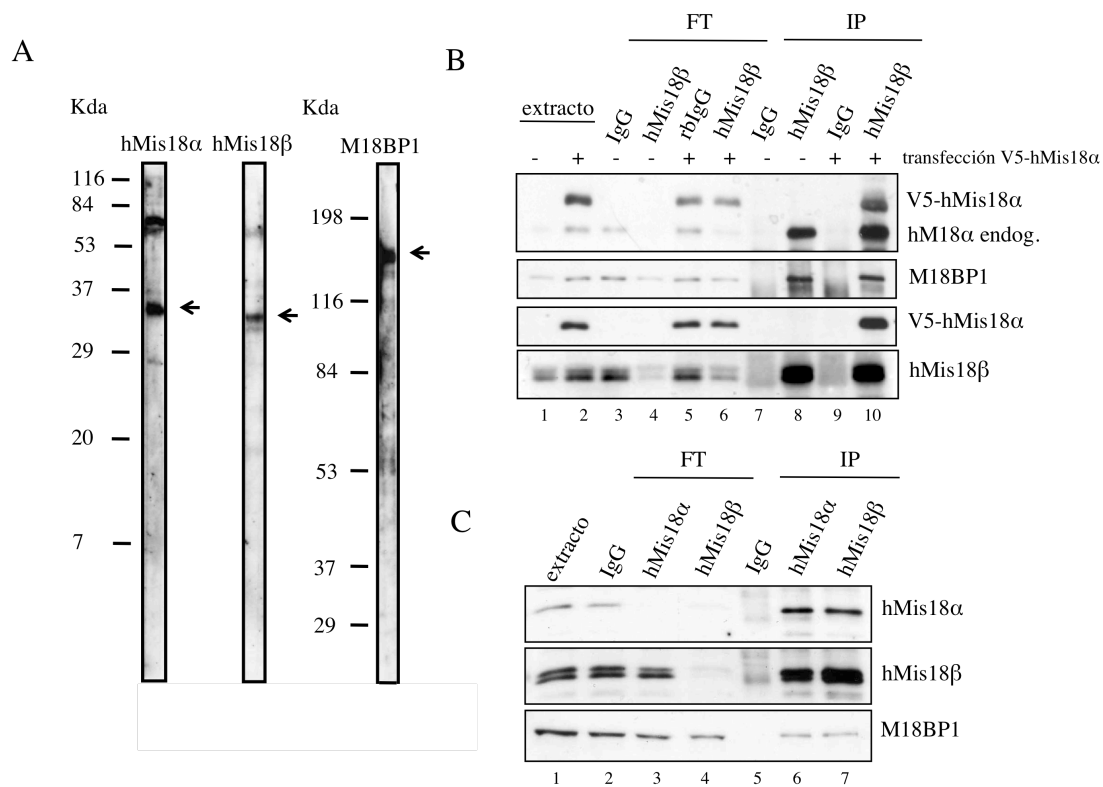 A
Kda
hMis18α
hMis18β
116
84
53
37
29
20
7
Kda
M18BP1
198
116
84
53
37
29
B
FT
IP
extracto
IgG
hMis18β
rbIgG
hMis18β
IgG
hMis18β
IgG
hMis18β
- + - - + + - - + + transfección V5-hMis18α
V5-hMis18α
hM18α endog.
M18BP1
V5-hMis18α
hMis18β
1 2 3 4 5 6 7 8 9 10
C
FT
IP
extracto
IgG
hMis18α
hMis18β
IgG
hMis18α
hMis18β
hMis18α
hMis18β
M18BP1
1 2 3 4 5 6 7